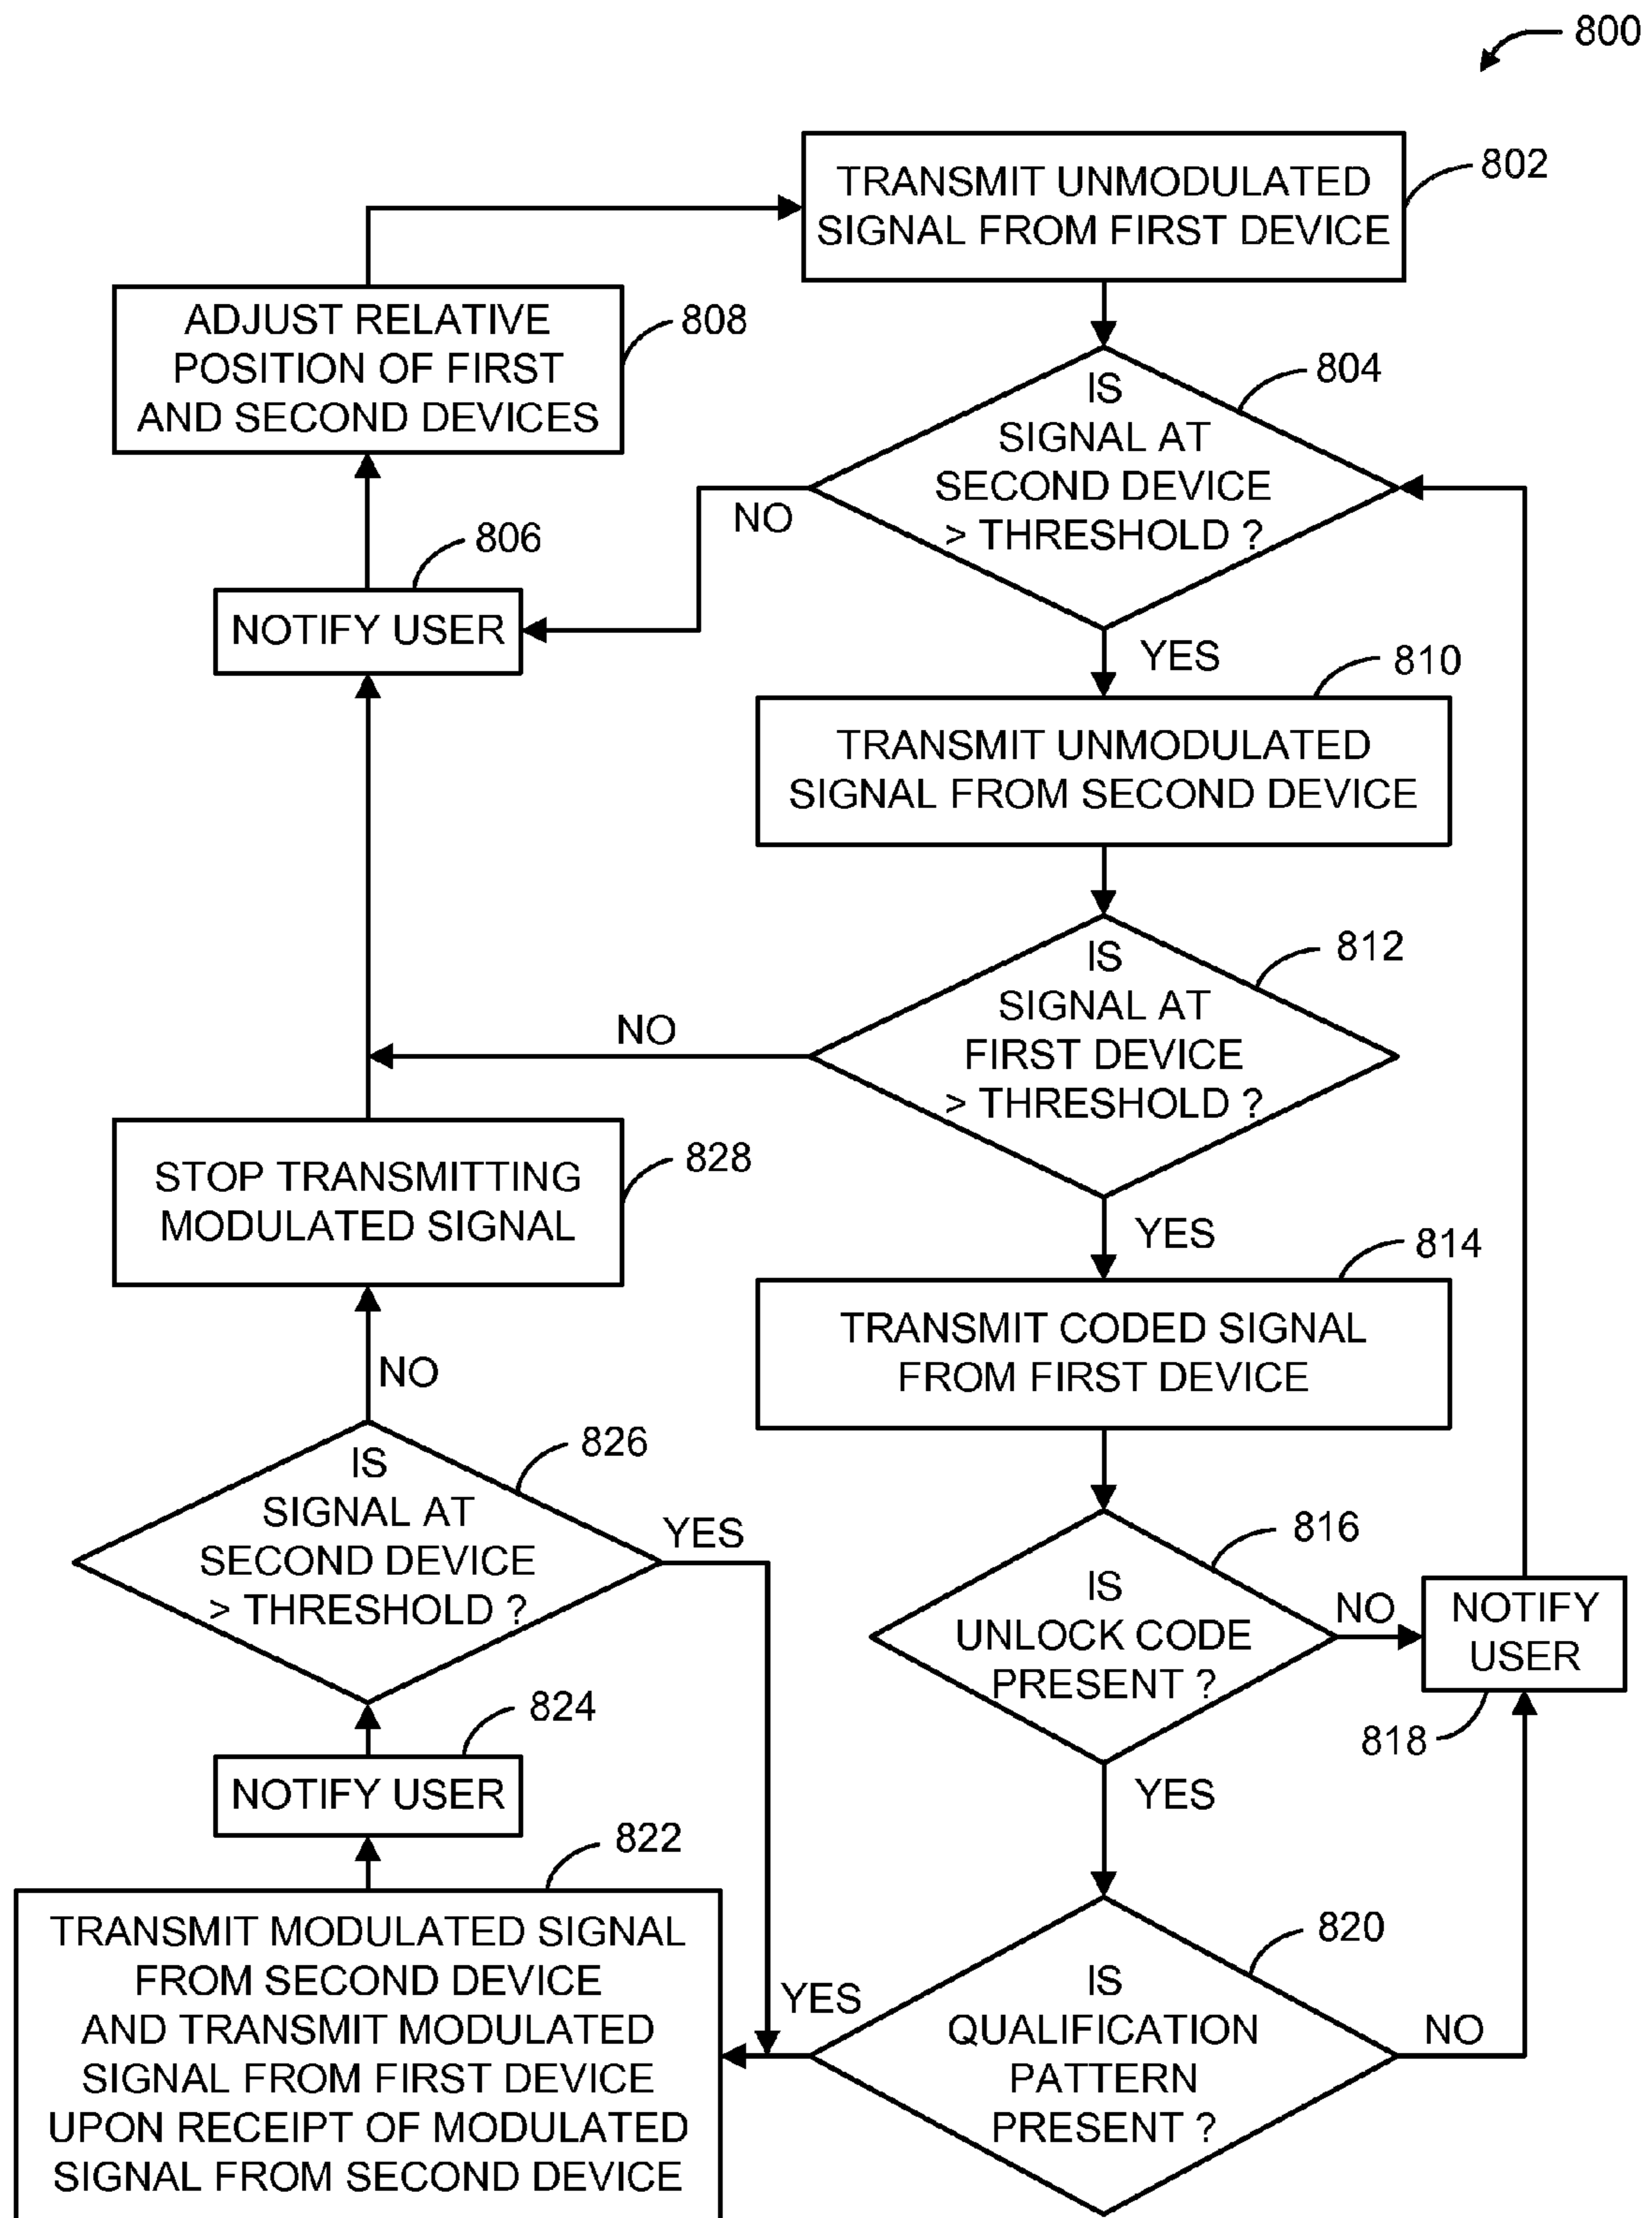 800
TRANSMIT UNMODULATED
SIGNAL FROM FIRST DEVICE
802
ADJUST RELATIVE
POSITION OF FIRST
AND SECOND DEVICES
808
IS
SIGNAL AT
SECOND DEVICE
> THRESHOLD ?
804
NO
806
NOTIFY USER
YES
810
TRANSMIT UNMODULATED
SIGNAL FROM SECOND DEVICE
IS
SIGNAL AT
FIRST DEVICE
> THRESHOLD ?
812
NO
STOP TRANSMITTING
MODULATED SIGNAL
828
YES
814
TRANSMIT CODED SIGNAL
FROM FIRST DEVICE
NO
IS
SIGNAL AT
SECOND DEVICE
> THRESHOLD ?
826
YES
IS
UNLOCK CODE
PRESENT ?
816
NO
NOTIFY
USER
818
824
NOTIFY USER
YES
822
TRANSMIT MODULATED SIGNAL
FROM SECOND DEVICE
AND TRANSMIT MODULATED
SIGNAL FROM FIRST DEVICE
UPON RECEIPT OF MODULATED
SIGNAL FROM SECOND DEVICE
YES
IS
QUALIFICATION
PATTERN
PRESENT ?
820
NO